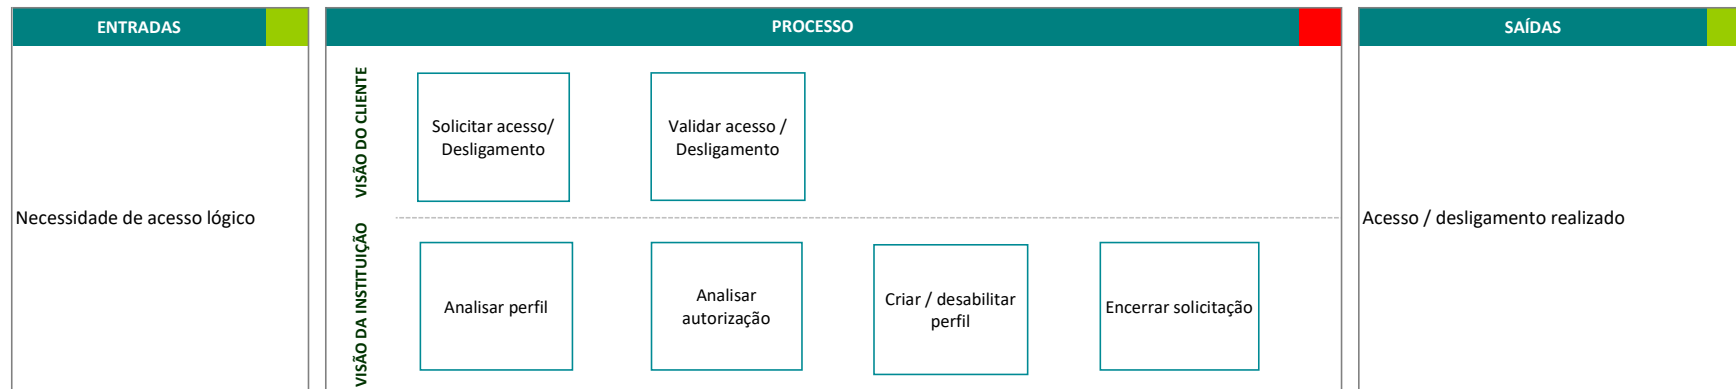 ENTRADAS
PROCESSO
SAÍDAS
Necessidade de acesso lógico
VISÃO DO CLIENTE
Solicitar acesso/
Desligamento
Validar acesso /
Desligamento
VISÃO DA INSTITUIÇÃO
Analisar perfil
Analisar
autorização
Criar / desabilitar
perfil
Encerrar solicitação
Acesso / desligamento realizado